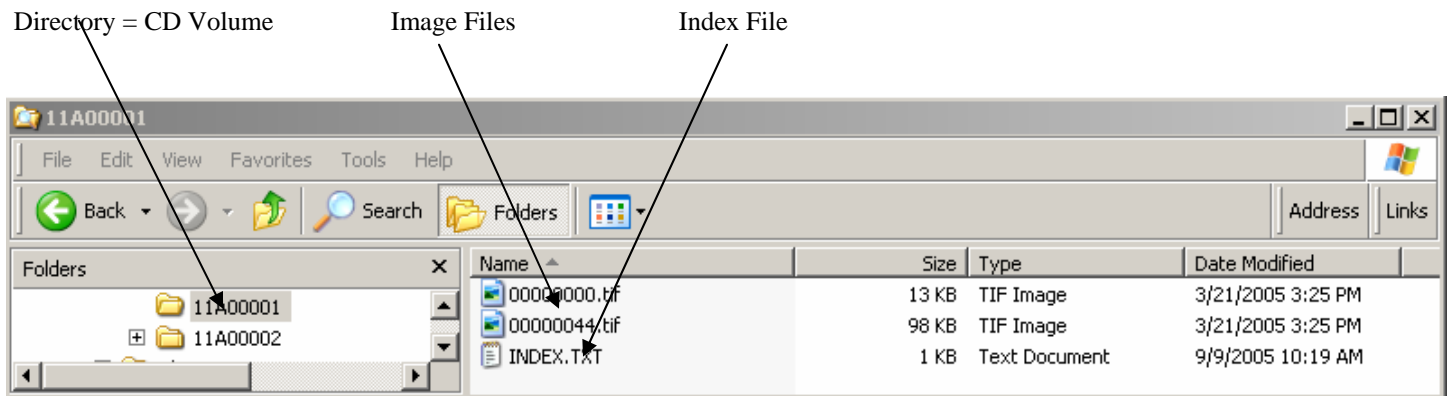 Directory = CD Volume Image Files Index File
11A00001
File Edit View Favorites Tools Help
Back Search Folders Address Links
Folders Name Size Type Date Modified
11A00001 00000000.tif 13 KB TIF Image 3/21/2005 3:25 PM
11A00002 00000044.tif 98 KB TIF Image 3/21/2005 3:25 PM
INDEX.TXT 1 KB Text Document 9/9/2005 10:19 AM